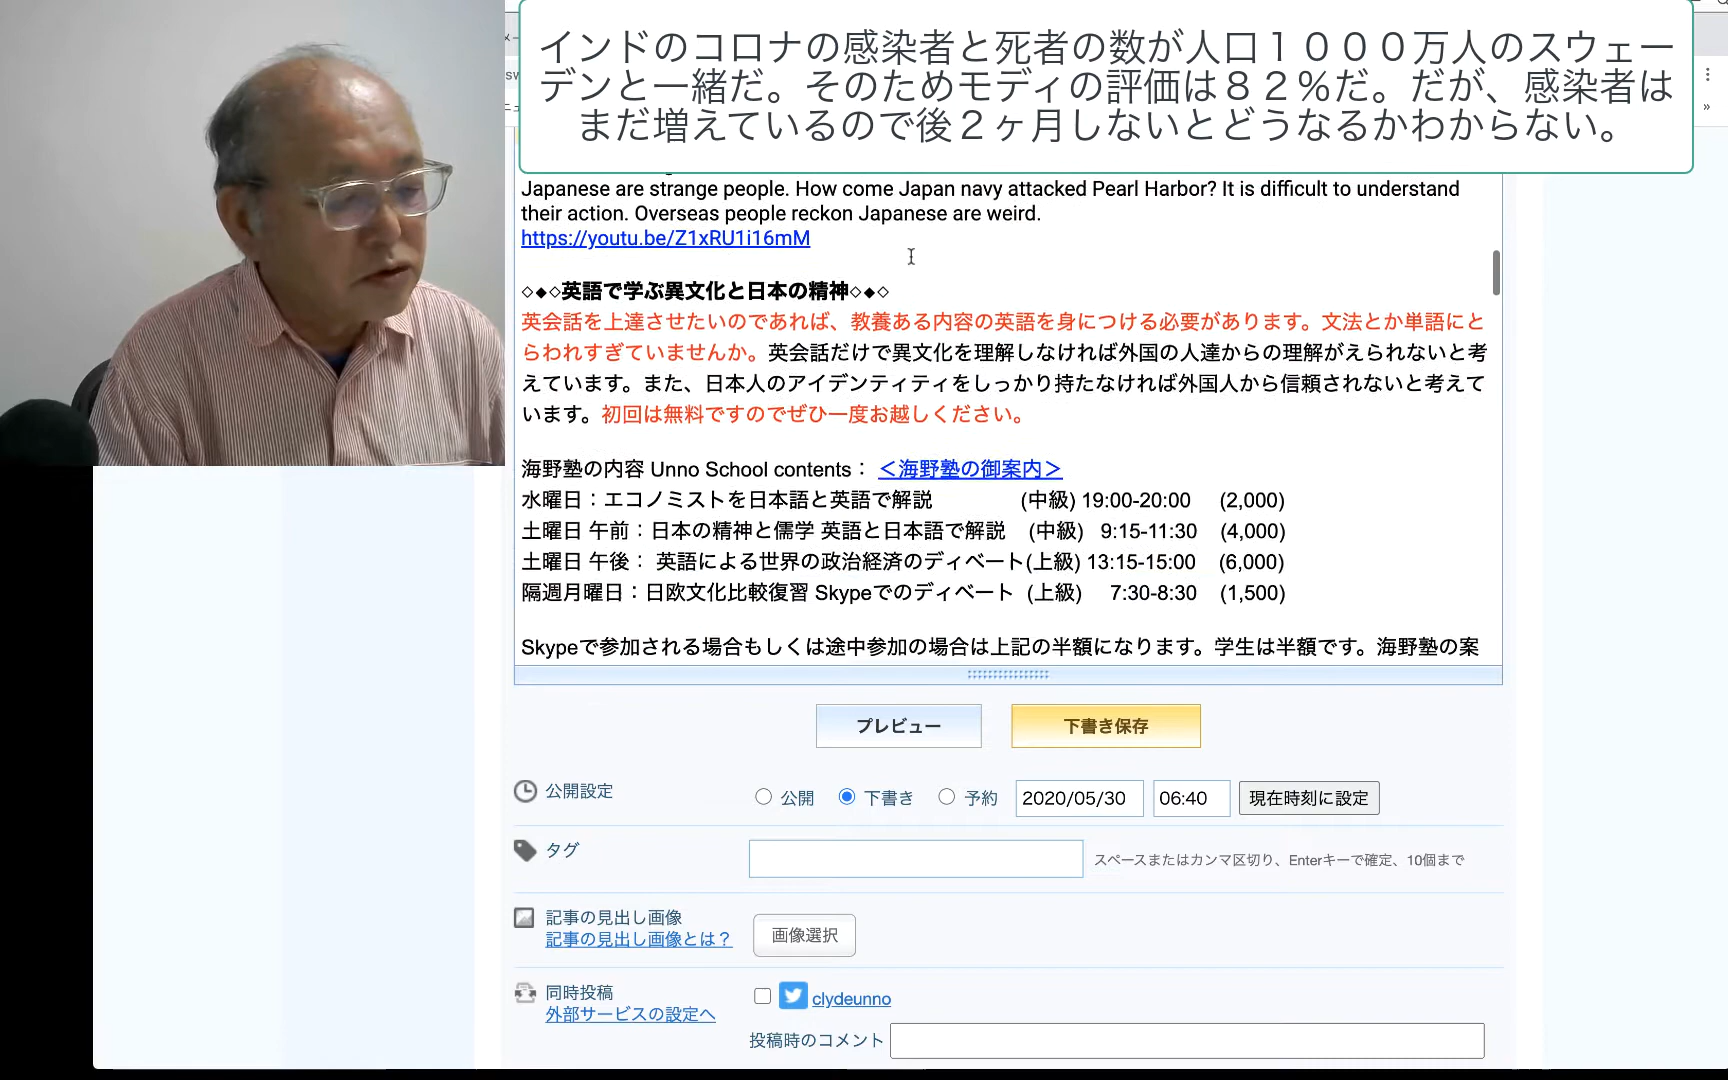 インドのコロナの感染者と死者の数が人口１０００万人のスウェー
デンと一緒だ。そのためモディの評価は８２％だ。だが、感染者は
まだ増えているので後２ヶ月しないとどうなるかわからない。
Japanese are strange people. How come Japan navy attacked Pearl Harbor? It is difficult to understand
their action. Overseas people reckon Japanese are weird.
https://youtu.be/Z1xRU1i16mM
◇◆◇英語で学ぶ異文化と日本の精神◇◆◇
英会話を上達させたいのであれば、教養ある内容の英語を身につける必要があります。文法とか単語にと
らわれすぎていませんか。英会話だけで異文化を理解しなければ外国の人達からの理解がえられないと考
えています。また、日本人のアイデンティティをしっかり持たなければ外国人から信頼されないと考えて
います。初回は無料ですのでぜひ一度お越しください。
海野塾の内容 Unno School contents： ＜海野塾の御案内＞
水曜日：エコノミストを日本語と英語で解説 (中級) 19:00-20:00 (2,000)
土曜日 午前：日本の精神と儒学 英語と日本語で解説 (中級) 9:15-11:30 (4,000)
土曜日 午後： 英語による世界の政治経済のディベート(上級) 13:15-15:00 (6,000)
隔週月曜日：日欧文化比較復習 Skypeでのディベート (上級) 7:30-8:30 (1,500)
Skypeで参加される場合もしくは途中参加の場合は上記の半額になります。学生は半額です。海野塾の案
プレビュー 下書き保存
公開設定 公開 下書き 予約 2020/05/30 06:40 現在時刻に設定
タグ スペースまたはカンマ区切り、Enterキーで確定、10個まで
記事の見出し画像
記事の見出し画像とは？ 画像選択
同時投稿 clydeunno
外部サービスの設定へ
投稿時のコメント